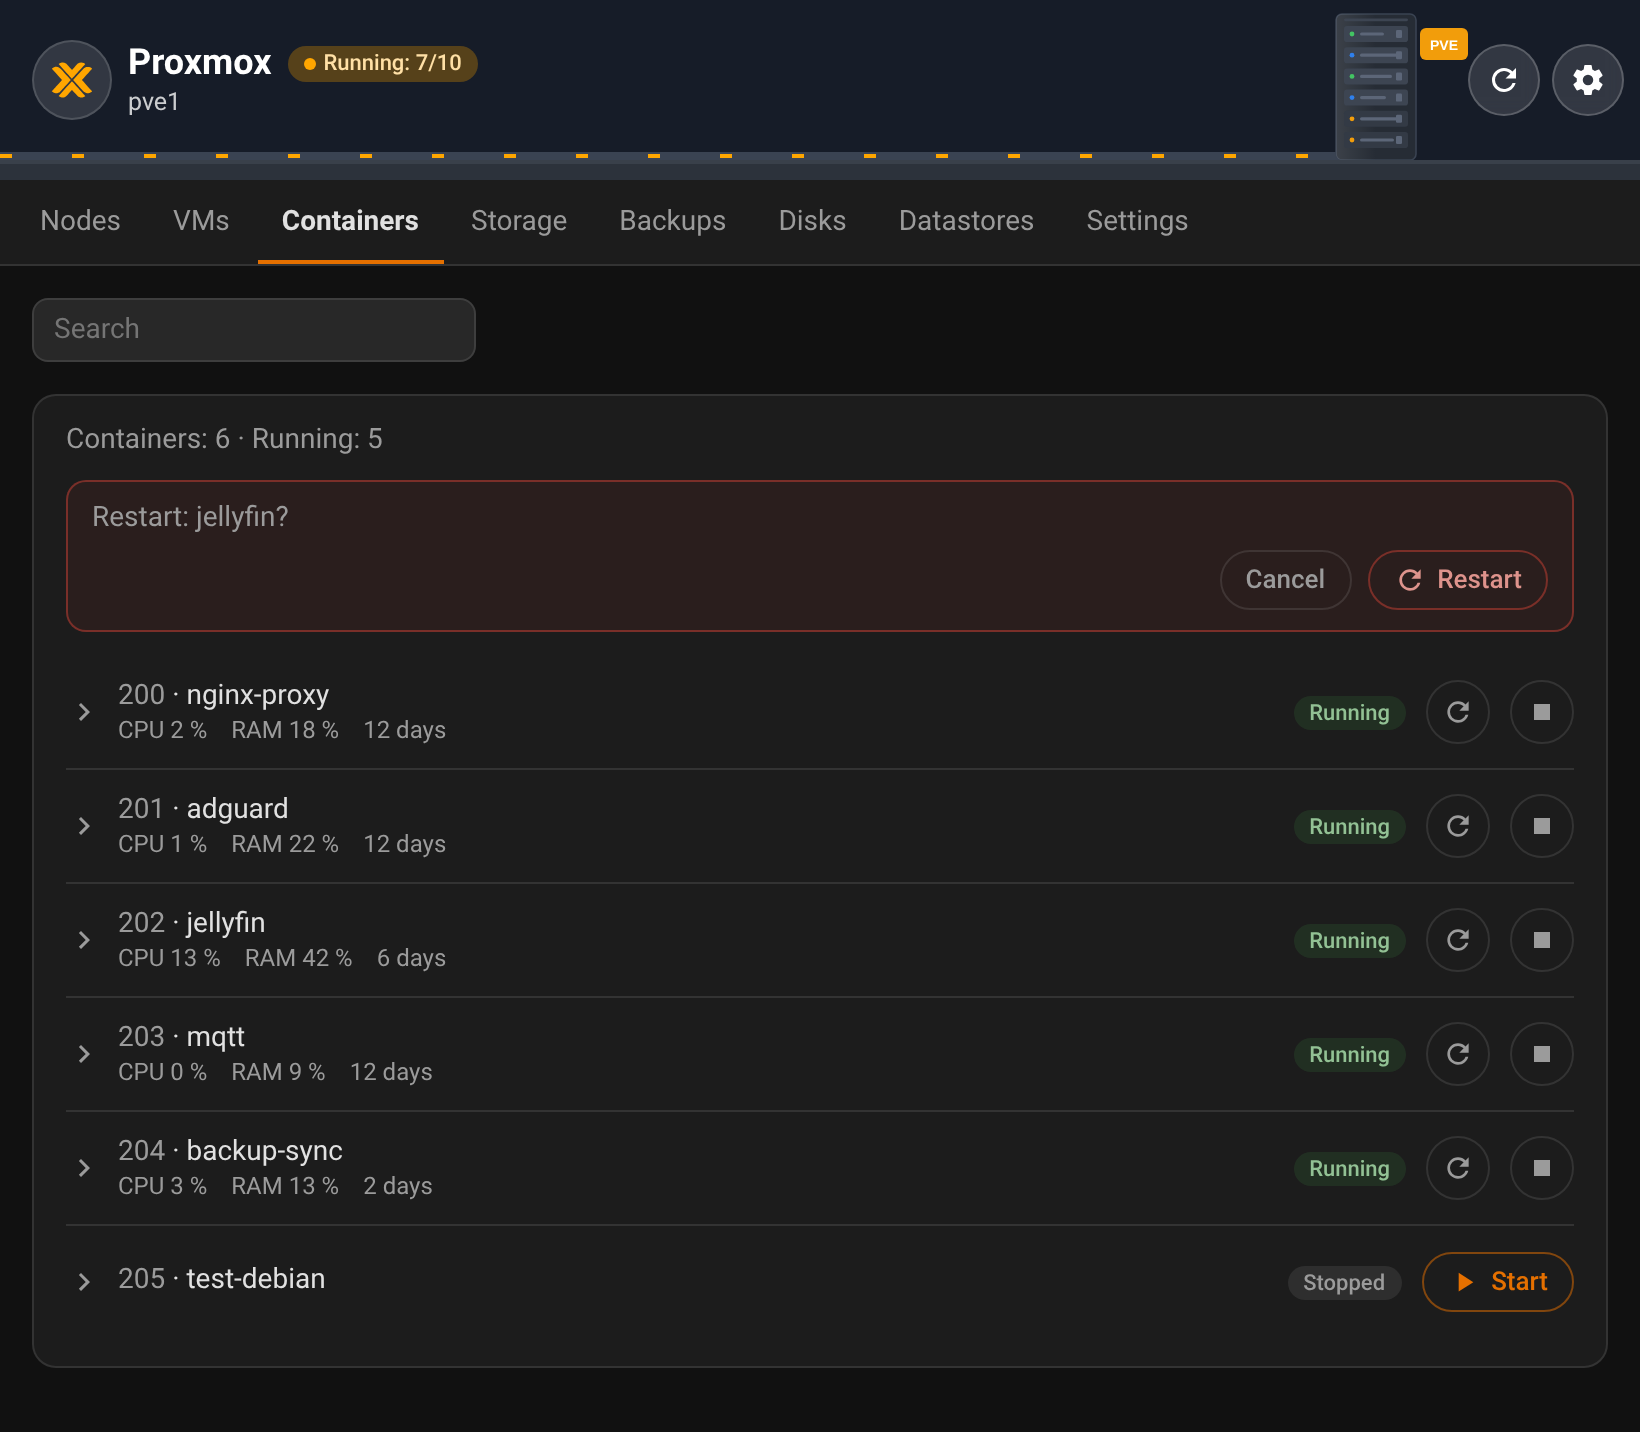 Proxmox
Running: 7/10
pve1
PVE
Nodes VMs Containers Storage Backups Disks Datastores Settings
Search
Containers: 6 · Running: 5
Restart: jellyfin?
Cancel Restart
200 · nginx-proxy
CPU 2 % RAM 18 % 12 days
Running
201 · adguard
CPU 1 % RAM 22 % 12 days
Running
202 · jellyfin
CPU 13 % RAM 42 % 6 days
Running
203 · mqtt
CPU 0 % RAM 9 % 12 days
Running
204 · backup-sync
CPU 3 % RAM 13 % 2 days
Running
205 · test-debian
Stopped
Start